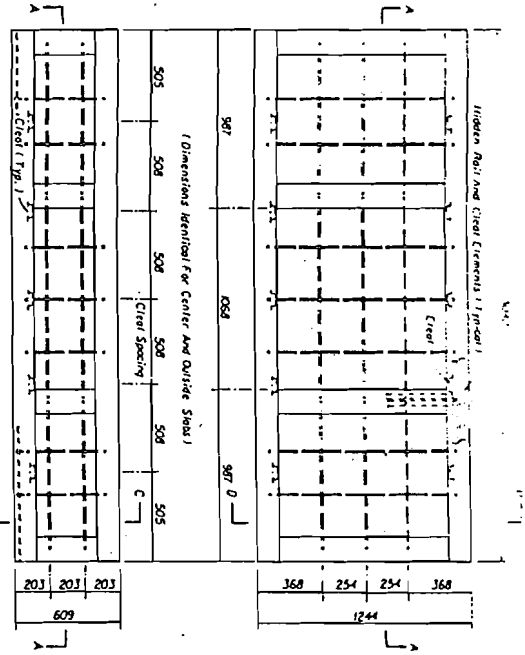 A
A
Cleat (Typ.)
505
508
508
508
508
505
Cleat Spacing
C
(Dimensions Identical For Center And Outside Slabs)
987
1068
987
D
Hidden Rail And Cleat Elements (Typical)
Cleat
203
203
203
609
368
254
254
368
1244
A
A